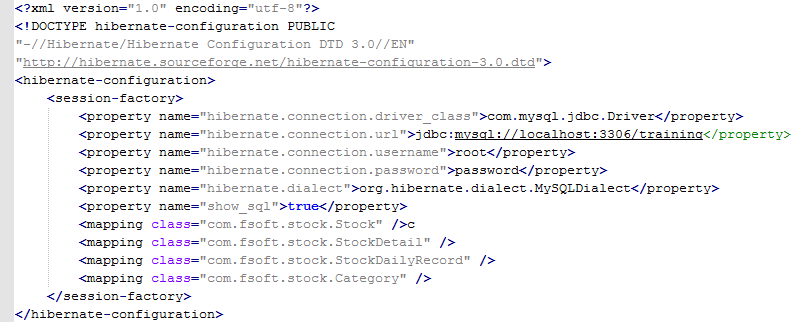 <?xml version="1.0" encoding="utf-8"?>
<!DOCTYPE hibernate-configuration PUBLIC
"-//Hibernate/Hibernate Configuration DTD 3.0//EN"
"http://hibernate.sourceforge.net/hibernate-configuration-3.0.dtd">
<hibernate-configuration>
    <session-factory>
        <property name="hibernate.connection.driver_class">com.mysql.jdbc.Driver</property>
        <property name="hibernate.connection.url">jdbc:mysql://localhost:3306/training</property>
        <property name="hibernate.connection.username">root</property>
        <property name="hibernate.connection.password">password</property>
        <property name="hibernate.dialect">org.hibernate.dialect.MySQLDialect</property>
        <property name="show_sql">true</property>
        <mapping class="com.fsoft.stock.Stock" />c
        <mapping class="com.fsoft.stock.StockDetail" />
        <mapping class="com.fsoft.stock.StockDailyRecord" />
        <mapping class="com.fsoft.stock.Category" />
    </session-factory>
</hibernate-configuration>